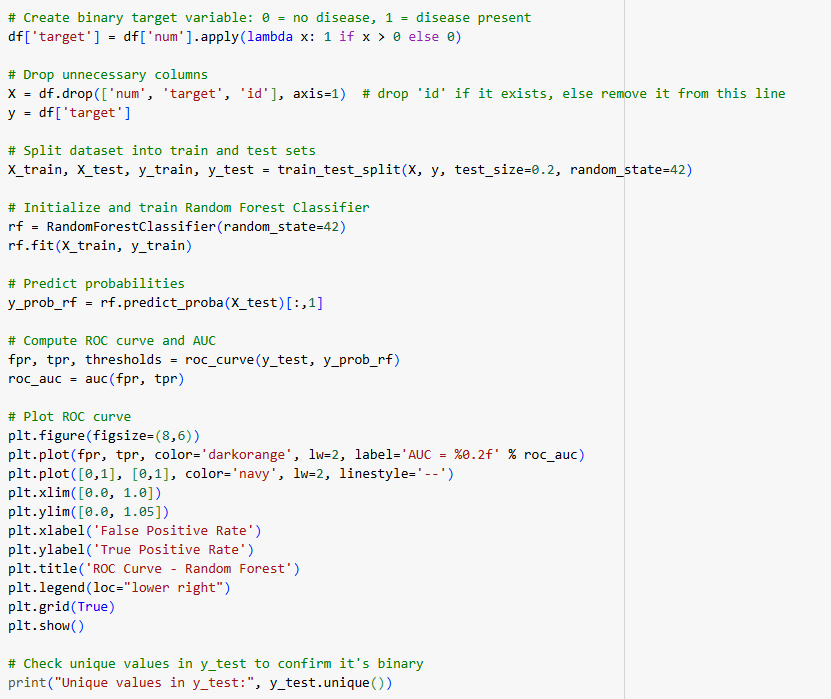 # Create binary target variable: 0 = no disease, 1 = disease present
df['target'] = df['num'].apply(lambda x: 1 if x > 0 else 0)
# Drop unnecessary columns
X = df.drop(['num', 'target', 'id'], axis=1)  # drop 'id' if it exists, else remove it from this line
y = df['target']
# Split dataset into train and test sets
X_train, X_test, y_train, y_test = train_test_split(X, y, test_size=0.2, random_state=42)
# Initialize and train Random Forest Classifier
rf = RandomForestClassifier(random_state=42)
rf.fit(X_train, y_train)
# Predict probabilities
y_prob_rf = rf.predict_proba(X_test)[:,1]
# Compute ROC curve and AUC
fpr, tpr, thresholds = roc_curve(y_test, y_prob_rf)
roc_auc = auc(fpr, tpr)
# Plot ROC curve
plt.figure(figsize=(8,6))
plt.plot(fpr, tpr, color='darkorange', lw=2, label='AUC = %0.2f' % roc_auc)
plt.plot([0,1], [0,1], color='navy', lw=2, linestyle='--')
plt.xlim([0.0, 1.0])
plt.ylim([0.0, 1.05])
plt.xlabel('False Positive Rate')
plt.ylabel('True Positive Rate')
plt.title('ROC Curve - Random Forest')
plt.legend(loc="lower right")
plt.grid(True)
plt.show()
# Check unique values in y_test to confirm it's binary
print("Unique values in y_test:", y_test.unique())